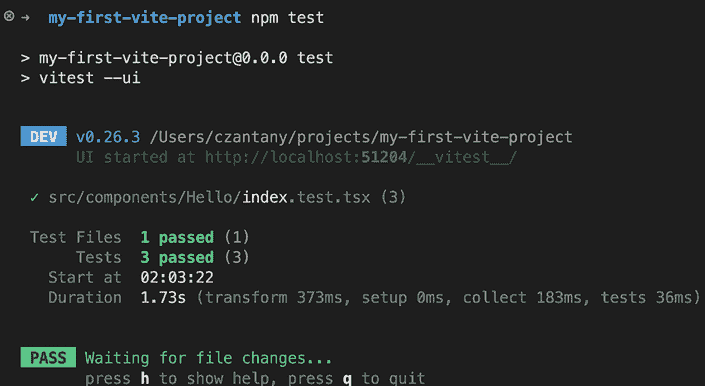 → my-first-vite-project npm test
> my-first-vite-project@0.0.0 test
> vitest --ui
DEV v0.26.3 /Users/czantany/projects/my-first-vite-project
UI started at http://localhost:51204/__vitest__/
✓ src/components/Hello/index.test.tsx (3)
Test Files 1 passed (1)
Tests 3 passed (3)
Start at 02:03:22
Duration 1.73s (transform 373ms, setup 0ms, collect 183ms, tests 36ms)
PASS Waiting for file changes...
press h to show help, press q to quit